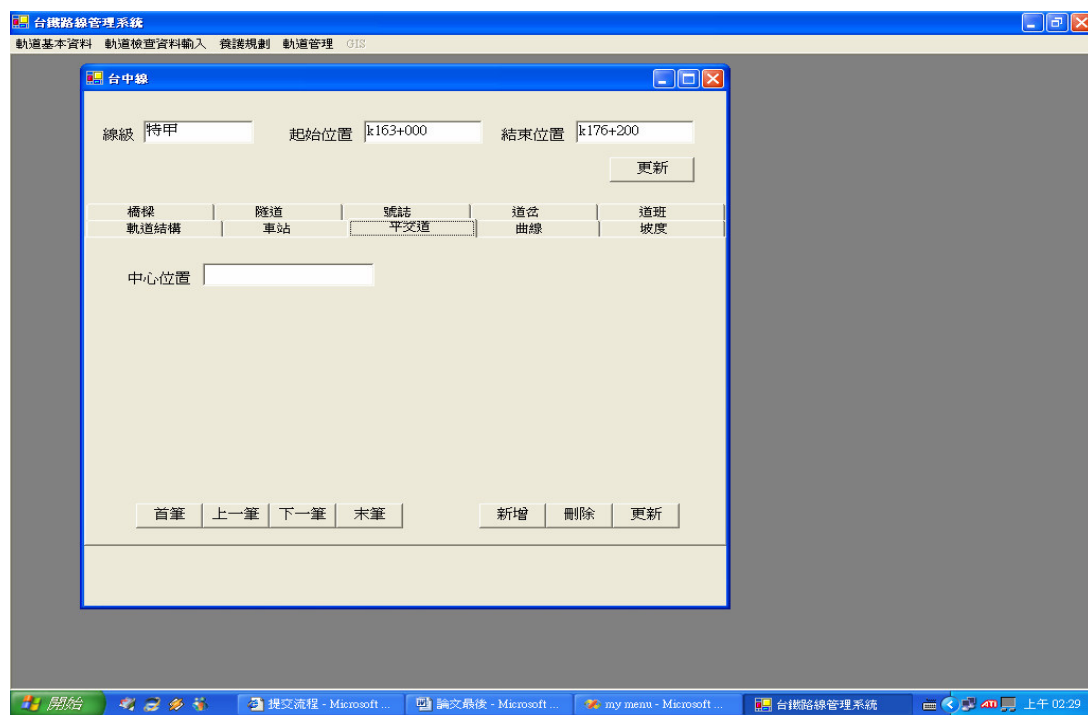 台鐵路線管理系統
軌道基本資料 軌道檢查資料輸入 養護規劃 軌道管理 GIS
台中線
線級 特甲 起始位置 k163+000 結束位置 k176+200
更新
橋樑 隧道 號誌 道岔 道班
軌道結構 車站 平交道 曲線 坡度
中心位置
首筆 上一筆 下一筆 末筆 新增 刪除 更新
開始 提交流程 - Microsoft ... 論文最後 - Microsoft ... my menu - Microsoft ... 台鐵路線管理系統 ATI 上午 02:29